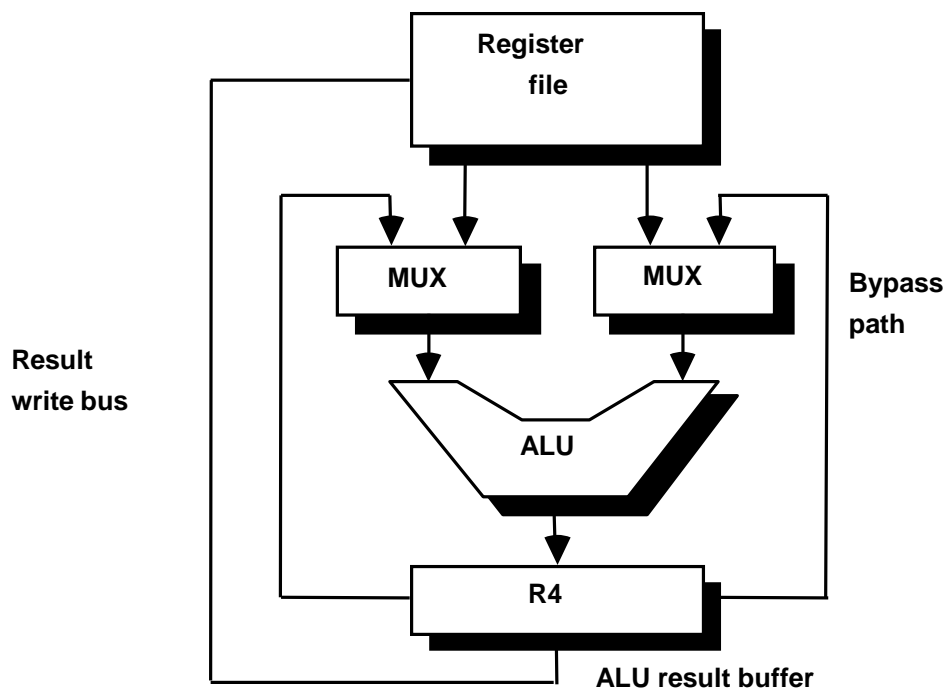 Register
file
MUX
MUX
Bypass
path
Result
write bus
ALU
R4
ALU result buffer